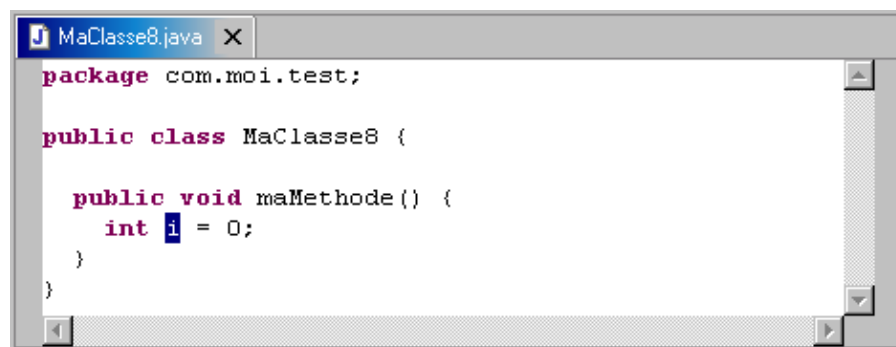 MaClasse8.java
package com.moi.test;
public class MaClasse8 {
public void maMethode() {
int i = 0;
}
}